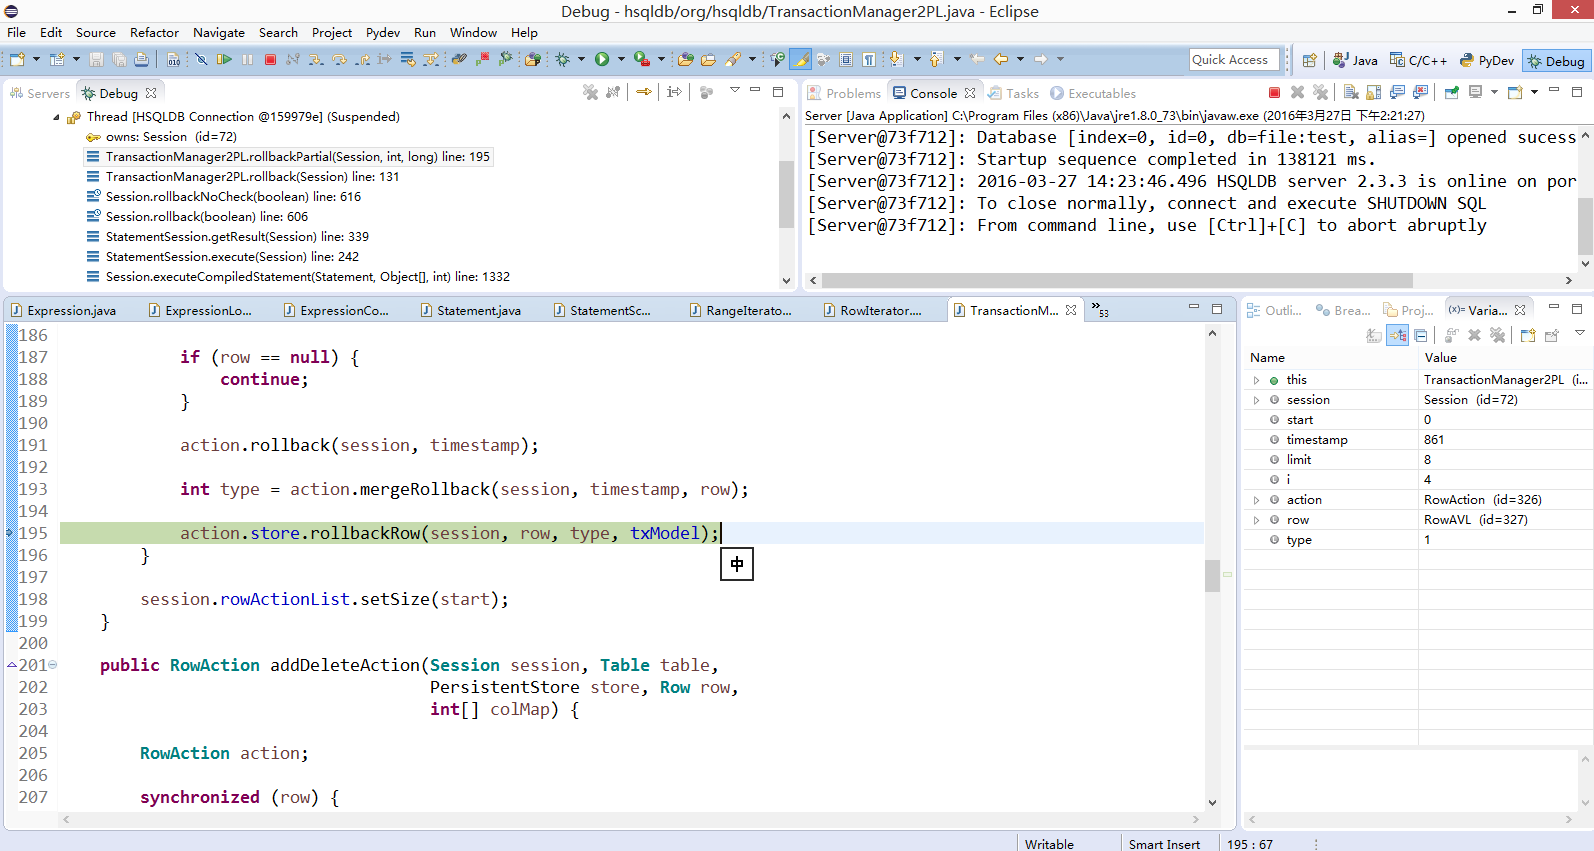 Debug - hsqldb/org/hsqldb/TransactionManager2PL.java - Eclipse
File Edit Source Refactor Navigate Search Project Pydev Run Window Help
Quick Access
Java
C/C++
PyDev
Debug
Servers
Debug
Thread [HSQLDB Connection @159979e] (Suspended)
owns: Session (id=72)
TransactionManager2PL.rollbackPartial(Session, int, long) line: 195
TransactionManager2PL.rollback(Session) line: 131
Session.rollbackNoCheck(boolean) line: 616
Session.rollback(boolean) line: 606
StatementSession.getResult(Session) line: 339
StatementSession.execute(Session) line: 242
Session.executeCompiledStatement(Statement, Object[], int) line: 1332
Problems
Console
Tasks
Executables
Server [Java Application] C:\Program Files (x86)\Java\jre1.8.0_73\bin\javaw.exe (2016年3月27日 下午2:21:27)
[Server@73f712]: Database [index=0, id=0, db=file:test, alias=] opened sucess
[Server@73f712]: Startup sequence completed in 138121 ms.
[Server@73f712]: 2016-03-27 14:23:46.496 HSQLDB server 2.3.3 is online on por
[Server@73f712]: To close normally, connect and execute SHUTDOWN SQL
[Server@73f712]: From command line, use [Ctrl]+[C] to abort abruptly
Expression.java
ExpressionLo...
ExpressionCo...
Statement.java
StatementSc...
RangeIterato...
RowIterator....
TransactionM...
»53
186
187 if (row == null) {
188 continue;
189 }
190
191 action.rollback(session, timestamp);
192
193 int type = action.mergeRollback(session, timestamp, row);
194
195 action.store.rollbackRow(session, row, type, txModel);
196 }
中
197
198 session.rowActionList.setSize(start);
199 }
200
201 public RowAction addDeleteAction(Session session, Table table,
202 PersistentStore store, Row row,
203 int[] colMap) {
204
205 RowAction action;
206
207 synchronized (row) {
Outli...
Brea...
Proj...
(x)= Varia...
Name Value
this TransactionManager2PL (i...
session Session (id=72)
start 0
timestamp 861
limit 8
i 4
action RowAction (id=326)
row RowAVL (id=327)
type 1
Writable
Smart Insert
195 : 67